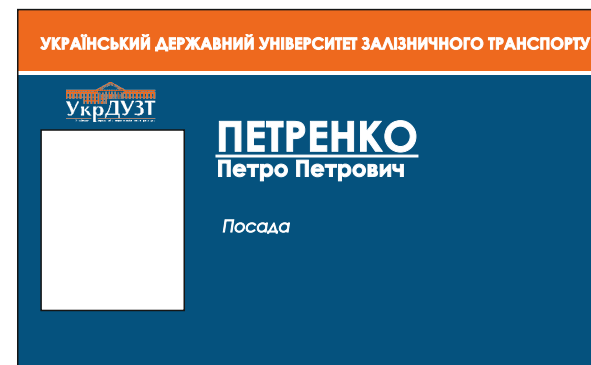 УКРАЇНСЬКИЙ ДЕРЖАВНИЙ УНІВЕРСИТЕТ ЗАЛІЗНИЧНОГО ТРАНСПОРТУ
УкрДУЗТ
ПЕТРЕНКО
Петро Петрович
Посада